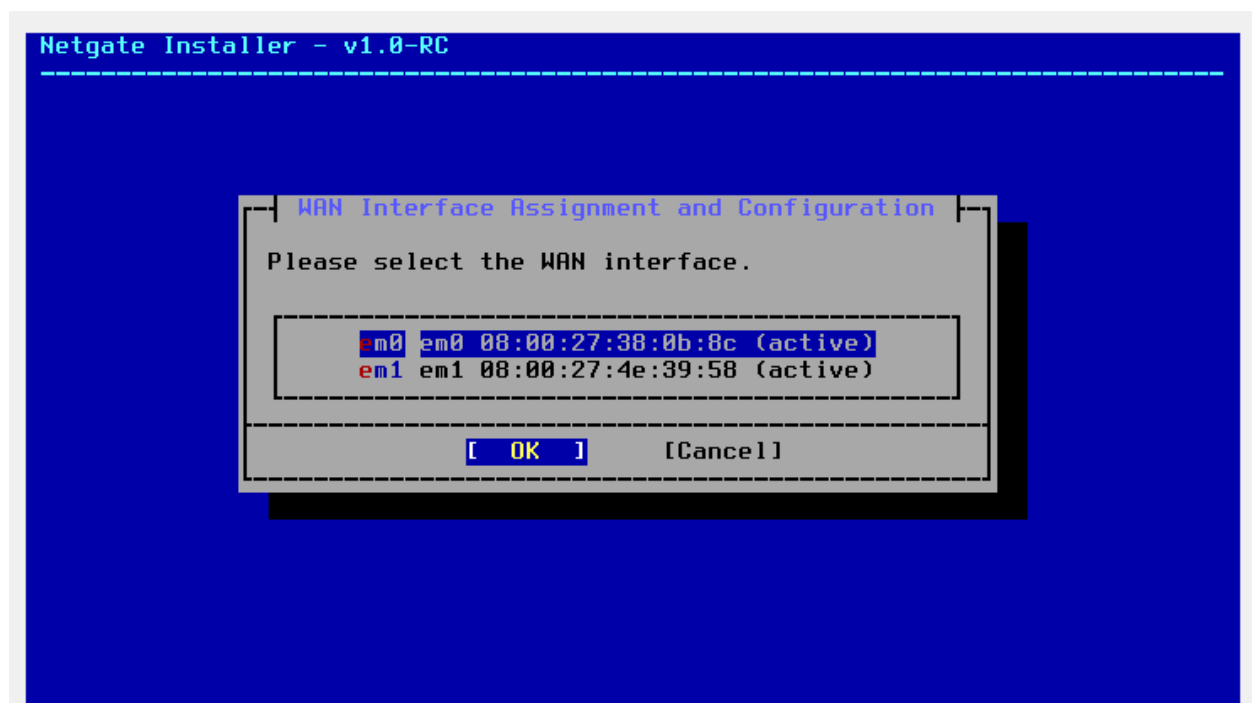 Netgate Installer - v1.0-RC
WAN Interface Assignment and Configuration
Please select the WAN interface.
em0 em0 08:00:27:38:0b:8c (active)
em1 em1 08:00:27:4e:39:58 (active)
[ OK ] [Cancel]